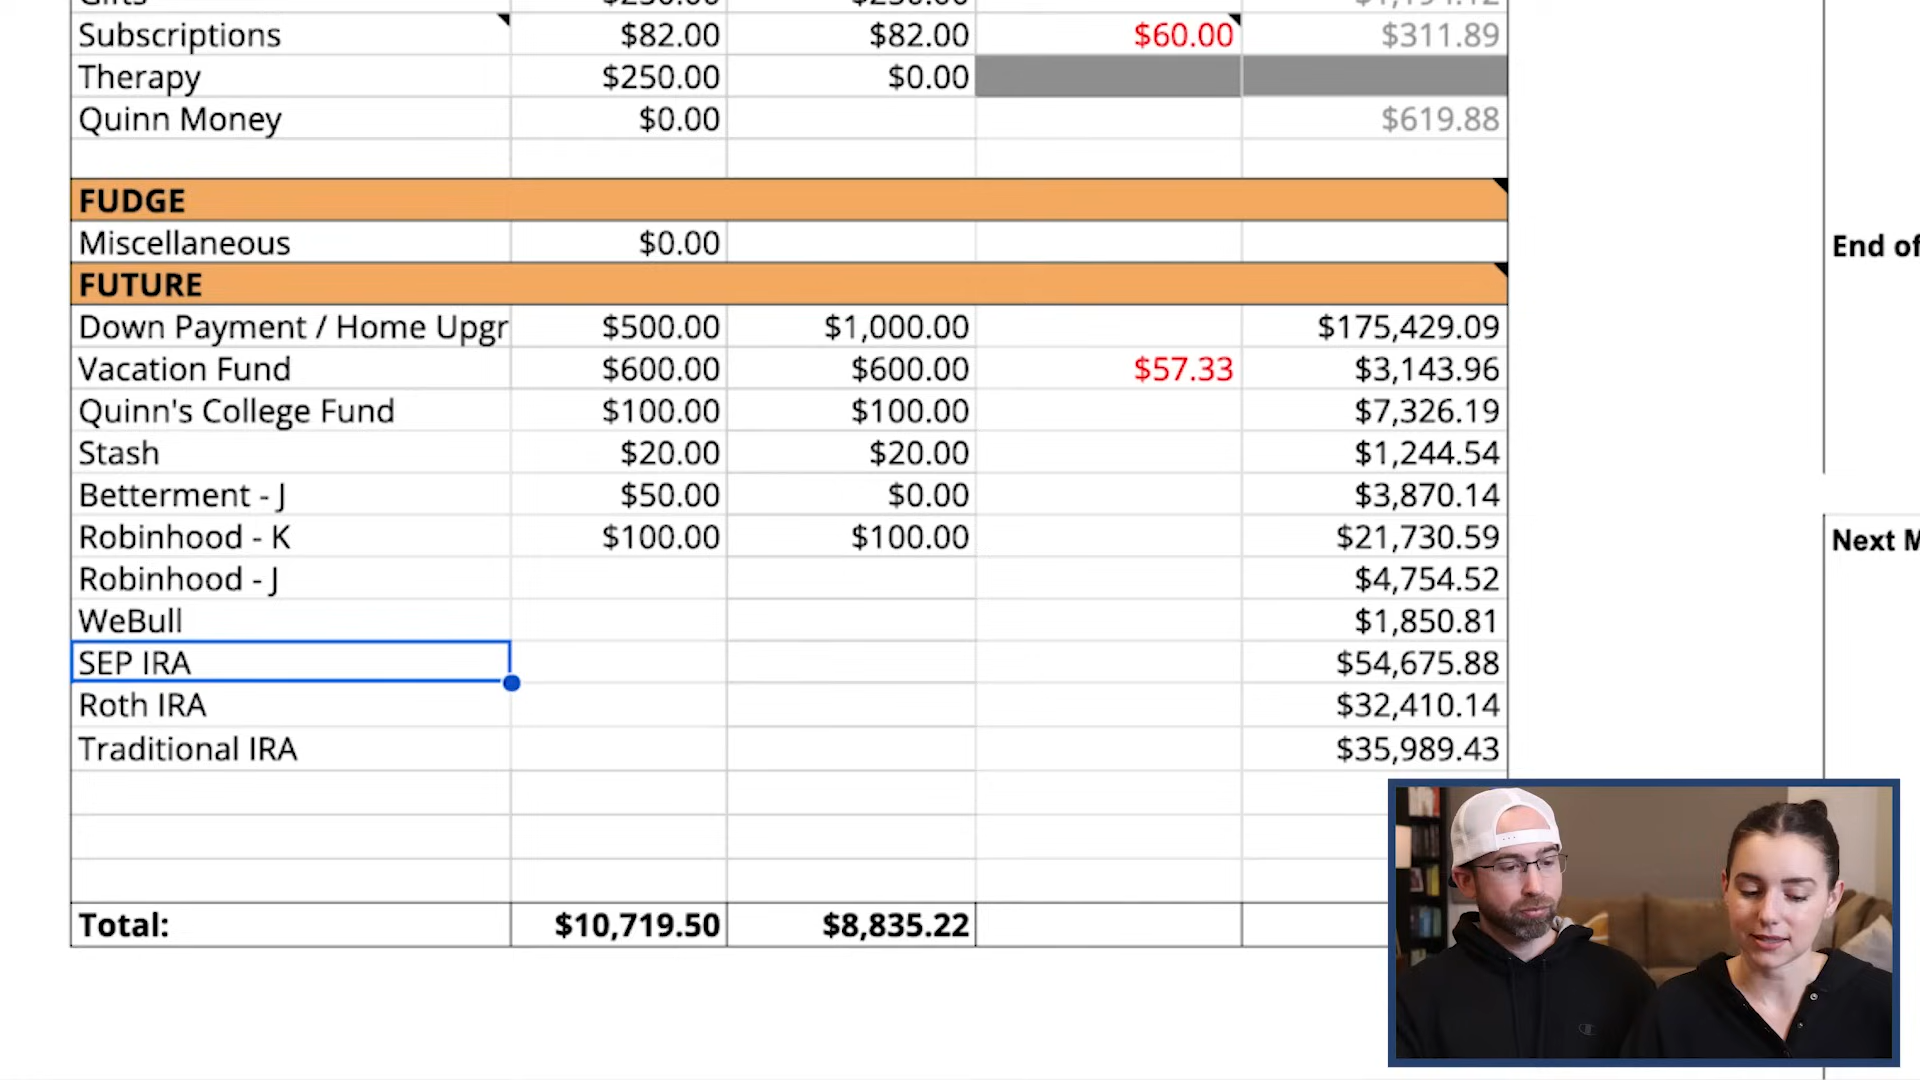 Subscriptions $82.00 $82.00 $60.00 $311.89
Therapy $250.00 $0.00
Quinn Money $0.00 $619.88
FUDGE
Miscellaneous $0.00
End of
FUTURE
Down Payment / Home Upgr $500.00 $1,000.00 $175,429.09
Vacation Fund $600.00 $600.00 $57.33 $3,143.96
Quinn's College Fund $100.00 $100.00 $7,326.19
Stash $20.00 $20.00 $1,244.54
Betterment - J $50.00 $0.00 $3,870.14
Robinhood - K $100.00 $100.00 $21,730.59
Next M
Robinhood - J $4,754.52
WeBull $1,850.81
SEP IRA $54,675.88
Roth IRA $32,410.14
Traditional IRA $35,989.43
Total: $10,719.50 $8,835.22